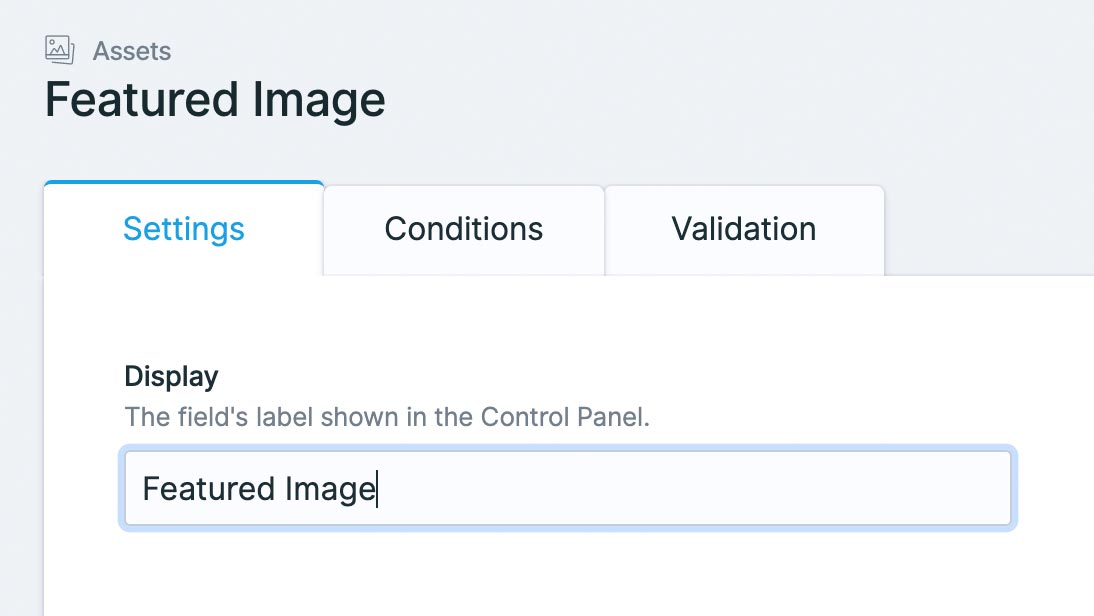 Assets
Featured Image
Settings Conditions Validation
Display
The field's label shown in the Control Panel.
Featured Image